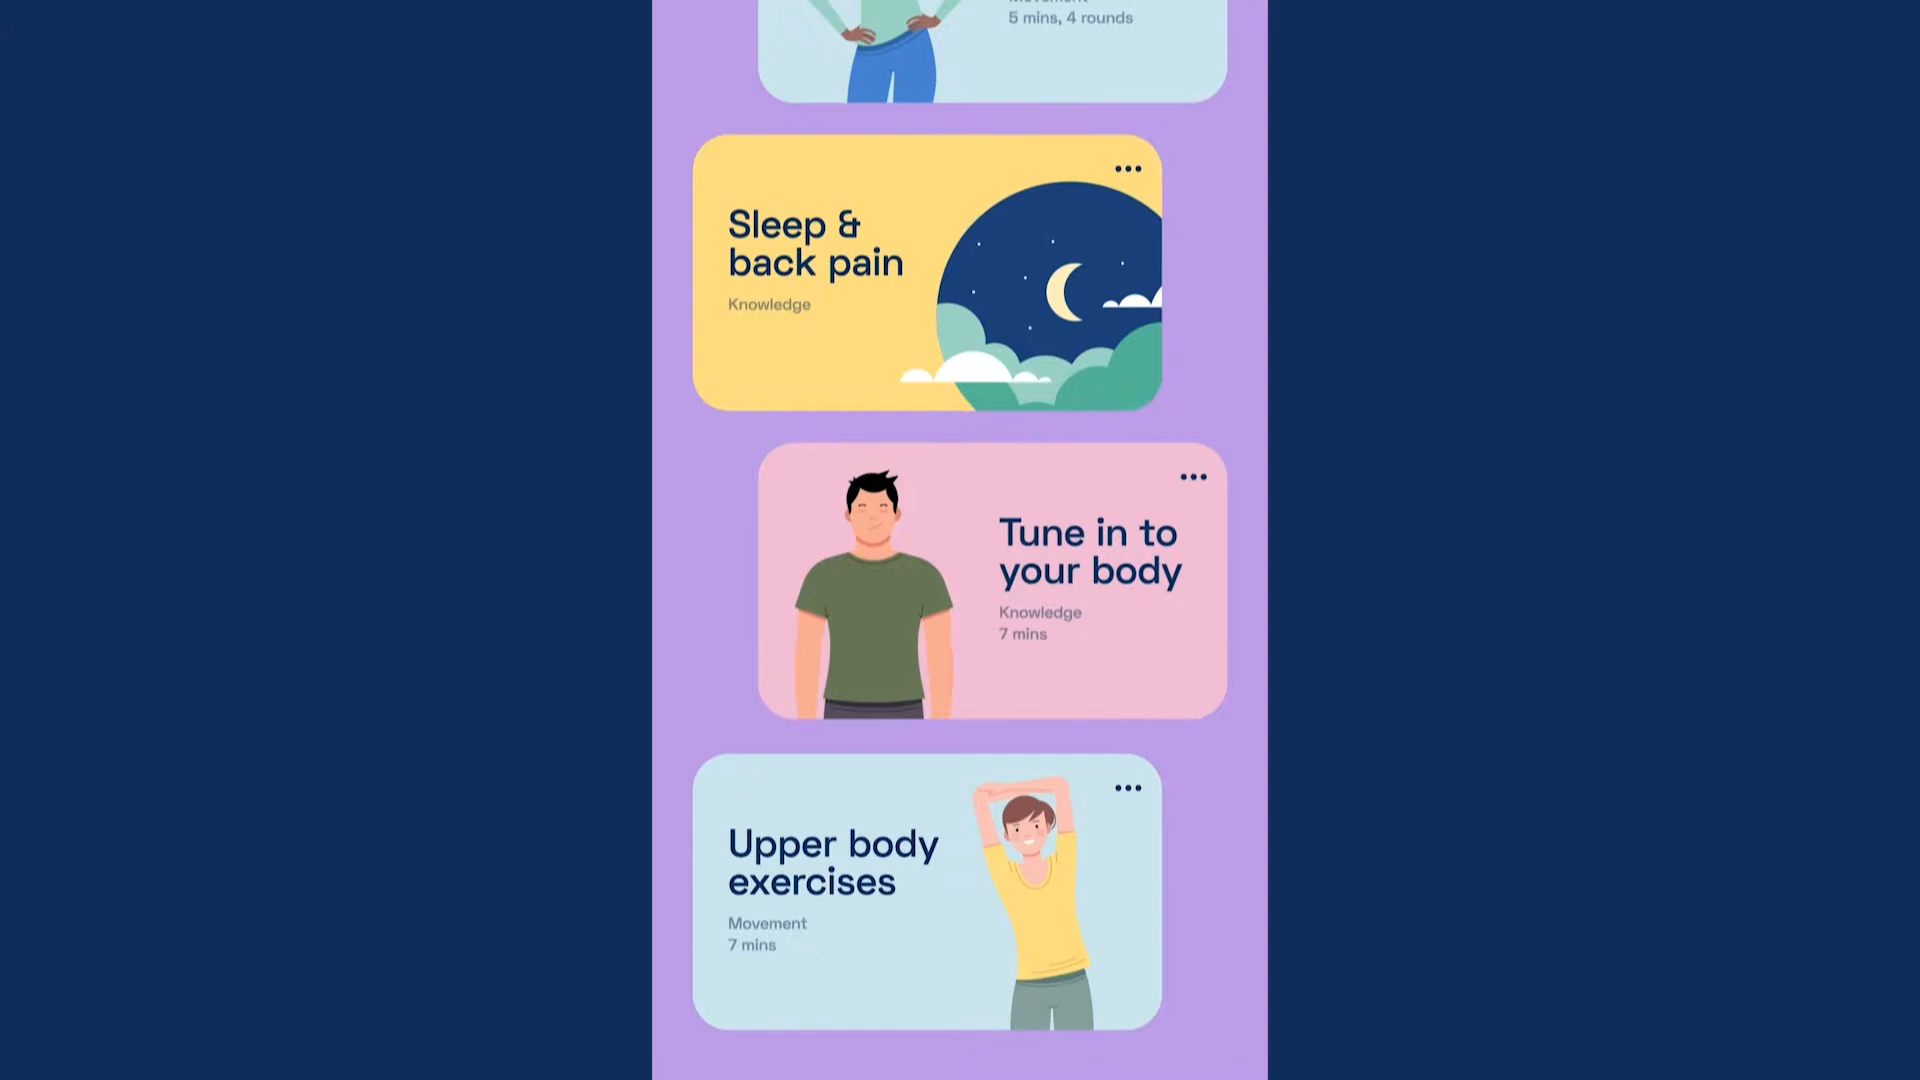 Movement
5 mins, 4 rounds
Sleep &
back pain
Knowledge
Tune in to
your body
Knowledge
7 mins
Upper body
exercises
Movement
7 mins